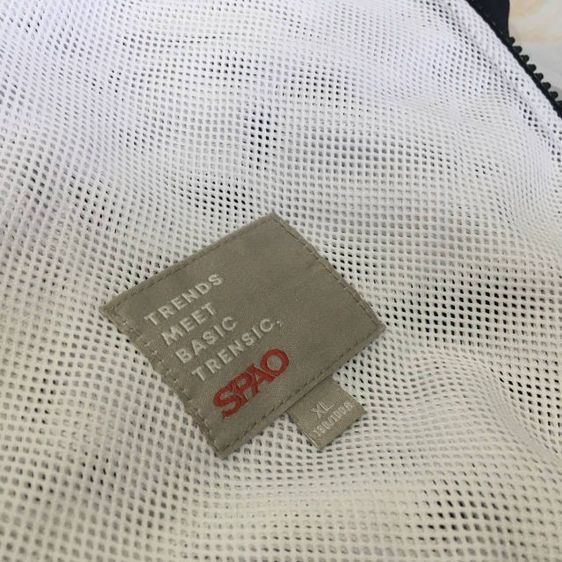 TRENDS
MEET
BASIC
TRENSIC.
SPAO
XL